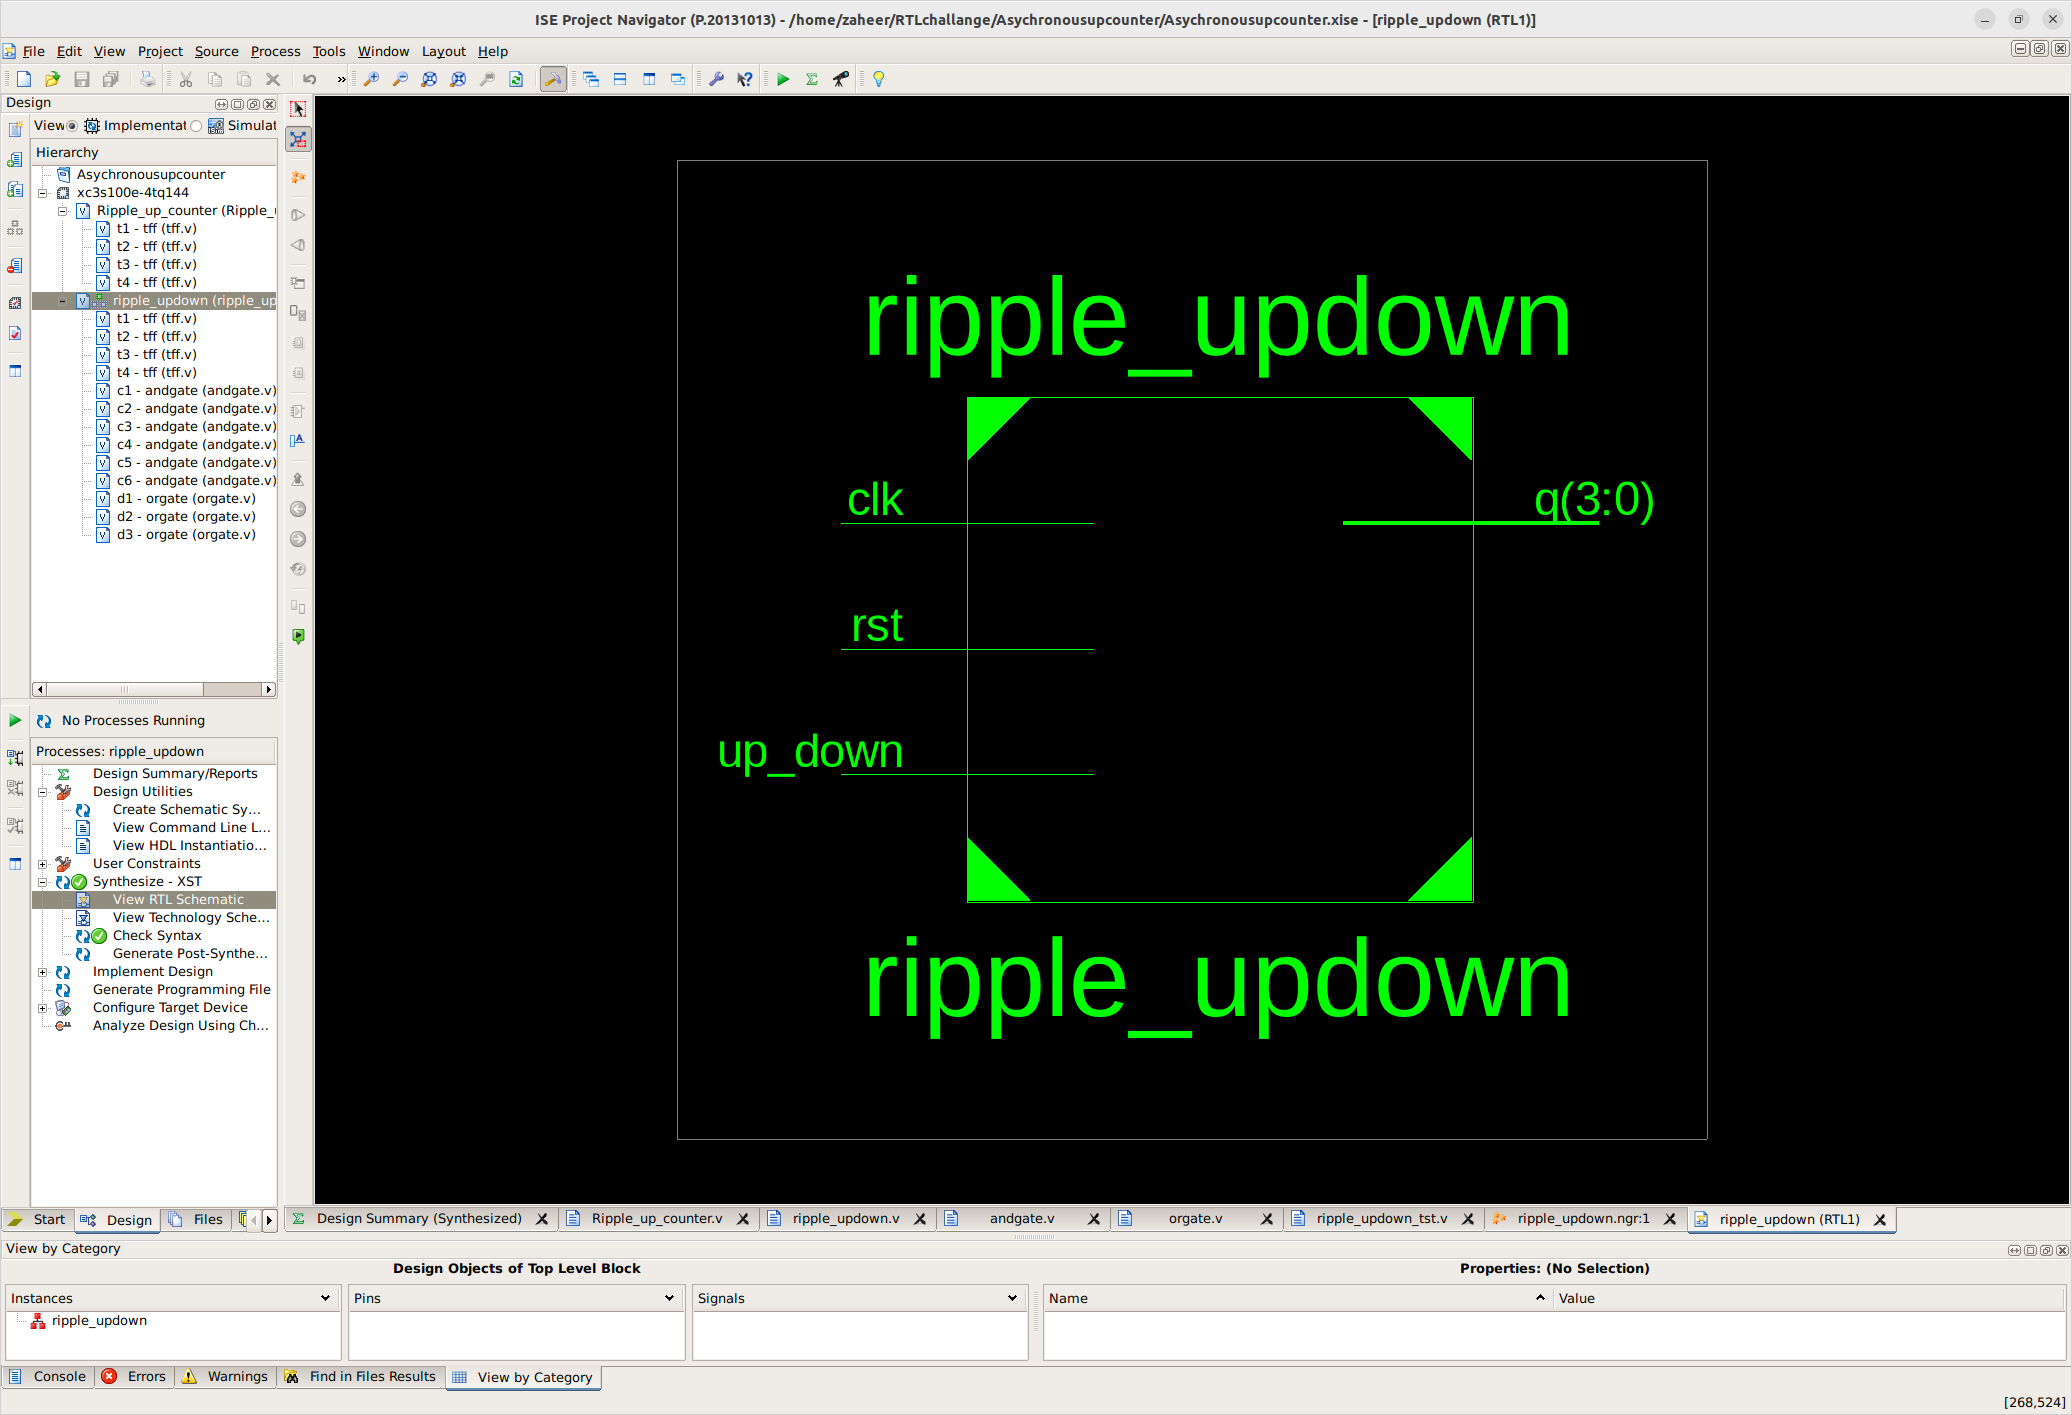 ISE Project Navigator (P.20131013) - /home/zaheer/RTLchallange/Asychronousupcounter/Asychronousupcounter.xise - [ripple_updown (RTL1)]
File Edit View Project Source Process Tools Window Layout Help
»
Design
View Implementat Simulat
Hierarchy
Asychronousupcounter
xc3s100e-4tq144
Ripple_up_counter (Ripple_
t1 - tff (tff.v)
t2 - tff (tff.v)
t3 - tff (tff.v)
t4 - tff (tff.v)
ripple_updown (ripple_up
t1 - tff (tff.v)
t2 - tff (tff.v)
t3 - tff (tff.v)
t4 - tff (tff.v)
c1 - andgate (andgate.v)
c2 - andgate (andgate.v)
c3 - andgate (andgate.v)
c4 - andgate (andgate.v)
c5 - andgate (andgate.v)
c6 - andgate (andgate.v)
d1 - orgate (orgate.v)
d2 - orgate (orgate.v)
d3 - orgate (orgate.v)
No Processes Running
Processes: ripple_updown
Design Summary/Reports
Design Utilities
Create Schematic Sy...
View Command Line L...
View HDL Instantiatio...
User Constraints
Synthesize - XST
View RTL Schematic
View Technology Sche...
Check Syntax
Generate Post-Synthe...
Implement Design
Generate Programming File
Configure Target Device
Analyze Design Using Ch...
Start Design Files
ripple_updown
clk
q(3:0)
rst
up_down
ripple_updown
Design Summary (Synthesized) Ripple_up_counter.v ripple_updown.v andgate.v orgate.v ripple_updown_tst.v ripple_updown.ngr:1 ripple_updown (RTL1)
View by Category
Design Objects of Top Level Block Properties: (No Selection)
Instances Pins Signals Name Value
ripple_updown
Console Errors Warnings Find in Files Results View by Category
[268,524]